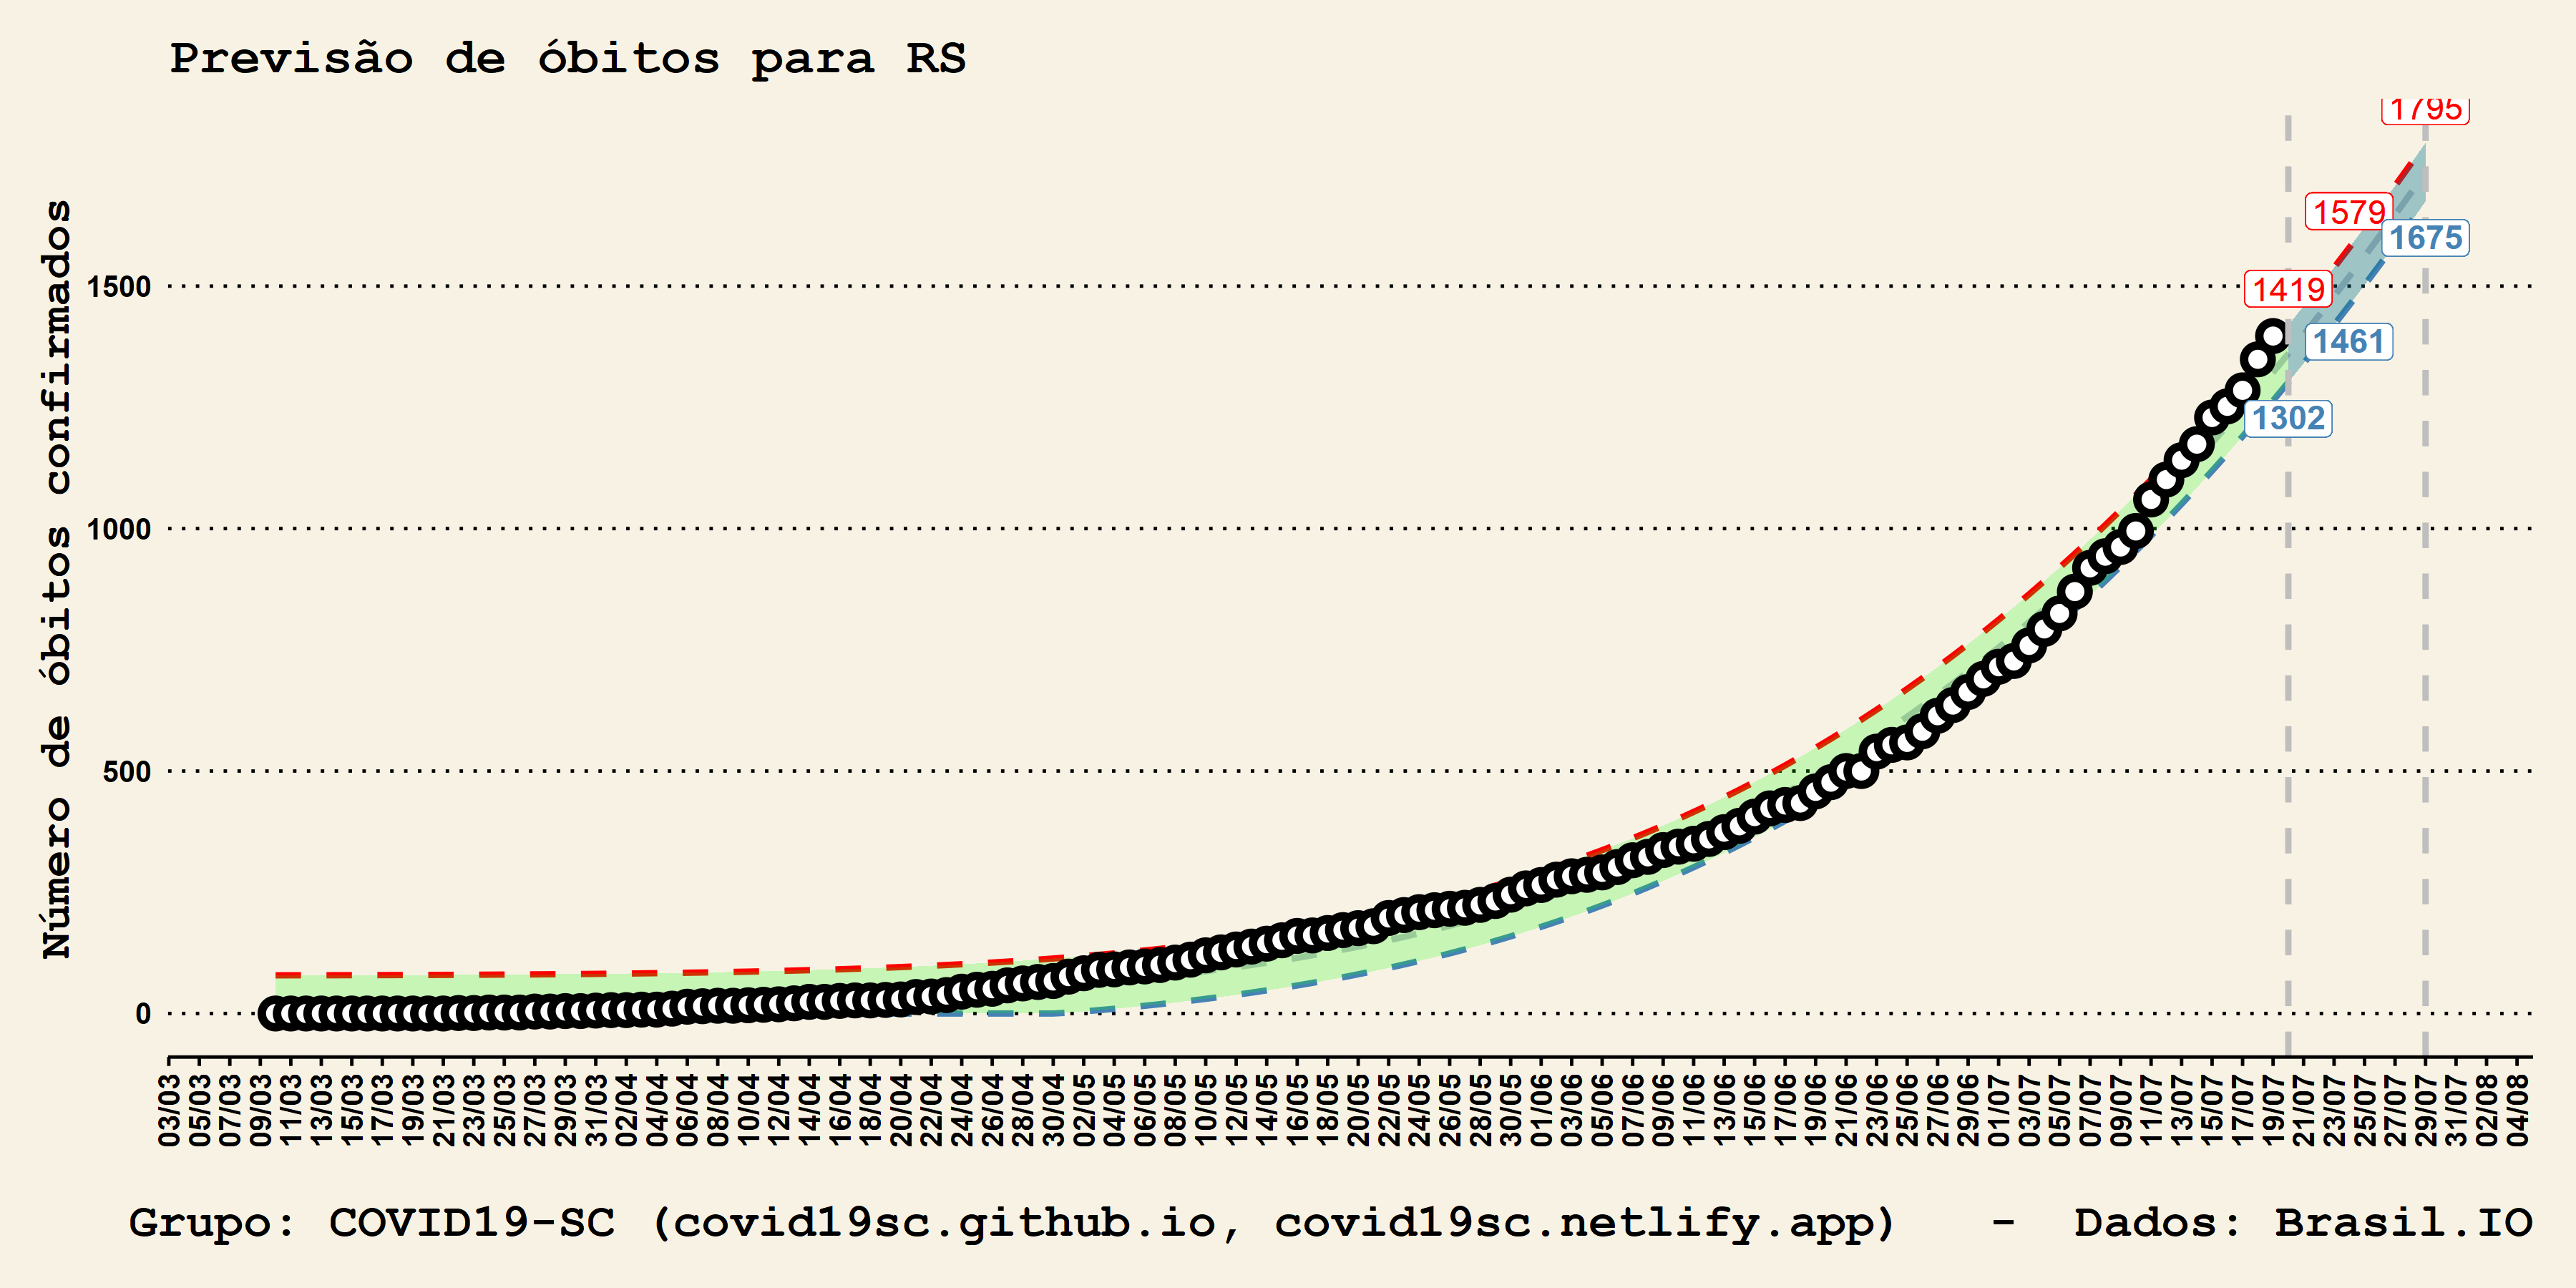 Previsão de óbitos para RS
Número de óbitos confirmados
1795
1579
1675
1419
1461
1302
1500
1000
500
0
03/03 05/03 07/03 09/03 11/03 13/03 15/03 17/03 19/03 21/03 23/03 25/03 27/03 29/03 31/03 02/04 04/04 06/04 08/04 10/04 12/04 14/04 16/04 18/04 20/04 22/04 24/04 26/04 28/04 30/04 02/05 04/05 06/05 08/05 10/05 12/05 14/05 16/05 18/05 20/05 22/05 24/05 26/05 28/05 30/05 01/06 03/06 05/06 07/06 09/06 11/06 13/06 15/06 17/06 19/06 21/06 23/06 25/06 27/06 29/06 01/07 03/07 05/07 07/07 09/07 11/07 13/07 15/07 17/07 19/07 21/07 23/07 25/07 27/07 29/07 31/07 02/08 04/08
Grupo: COVID19-SC (covid19sc.github.io, covid19sc.netlify.app) - Dados: Brasil.IO